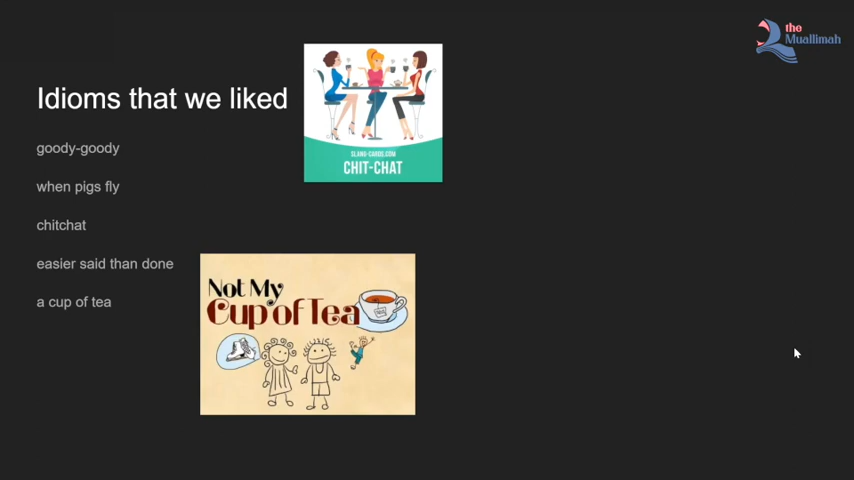 the
Muallimah
Idioms that we liked
goody-goody
when pigs fly
chitchat
easier said than done
a cup of tea
SLANG-CARDS.COM
CHIT-CHAT
Not My
Cup of Tea